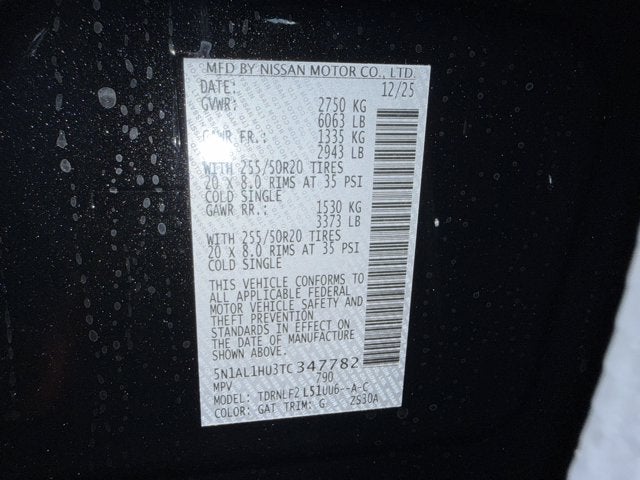 MFD BY NISSAN MOTOR CO., LTD.
DATE: 12/25
GVWR: 2750 KG
6063 LB
GAWR FR.: 1335 KG
2943 LB
WITH 255/50R20 TIRES
20 X 8.0 RIMS AT 35 PSI
COLD SINGLE
GAWR RR.: 1530 KG
3373 LB
WITH 255/50R20 TIRES
20 X 8.0 RIMS AT 35 PSI
COLD SINGLE
THIS VEHICLE CONFORMS TO
ALL APPLICABLE FEDERAL
MOTOR VEHICLE SAFETY AND
THEFT PREVENTION
STANDARDS IN EFFECT ON
THE DATE OF MANUFACTURE
SHOWN ABOVE.
5N1AL1HU3TC347782
MPV 790
MODEL: TDRNLF2 L51UU6--A-C
COLOR: GAT TRIM: G ZS30A